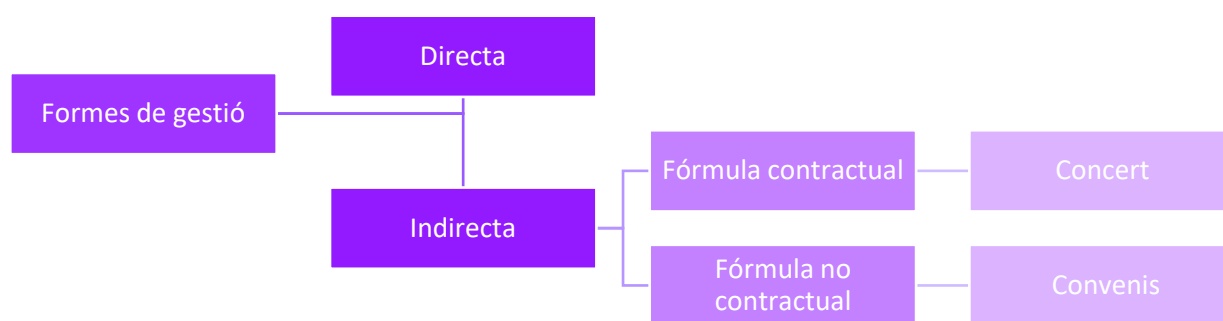 Directa
Formes de gestió
Fórmula contractual
Concert
Indirecta
Fórmula no
contractual
Convenis